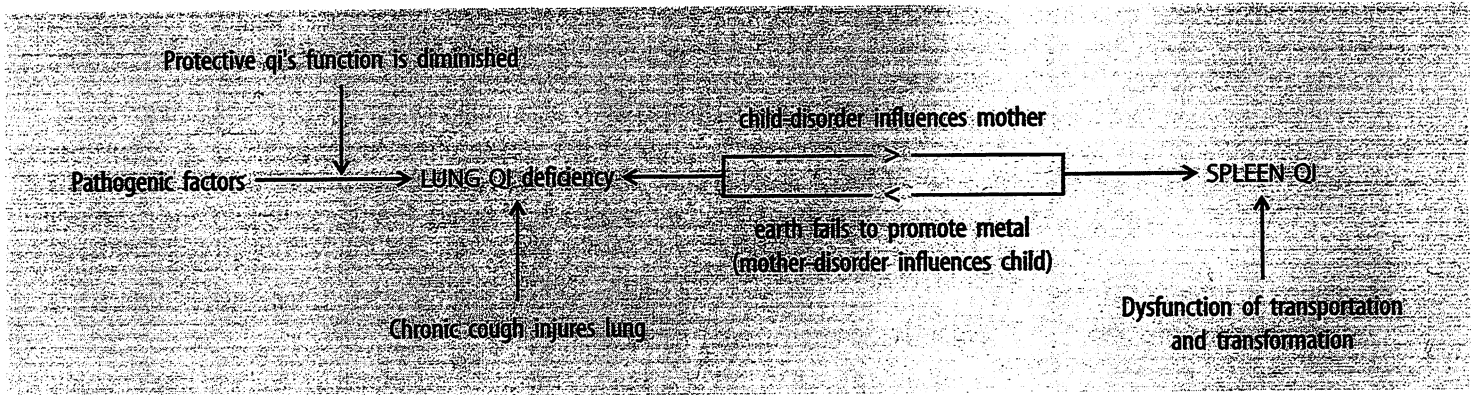 Protective qi's function is diminished
child-disorder influences mother
Pathogenic factors
LUNG QI deficiency
SPLEEN QI
earth fails to promote metal
(mother-disorder influences child)
Chronic cough injures lung
Dysfunction of transportation
and transformation